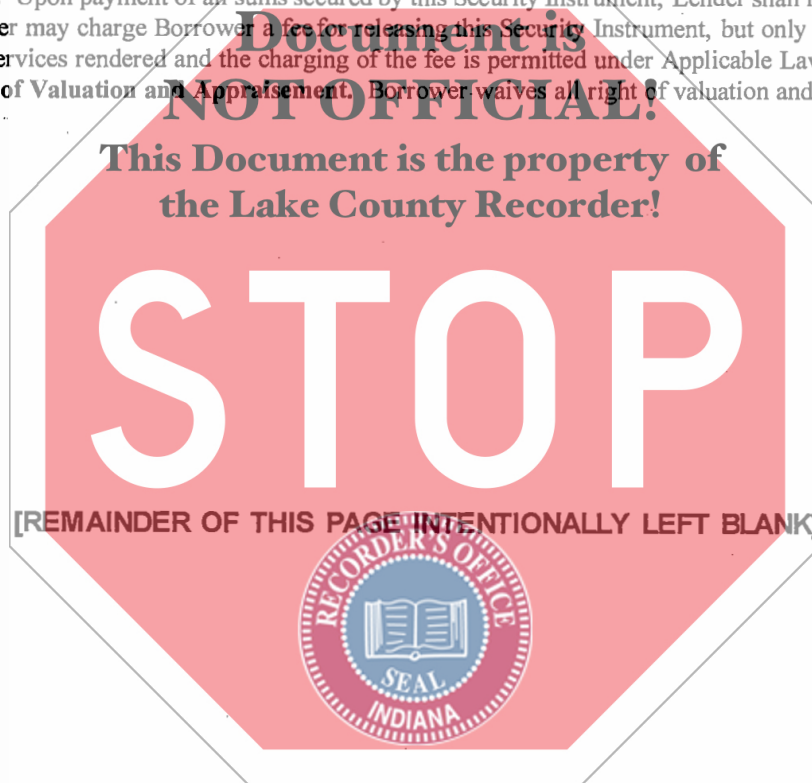 Upon payment of all sums secured by this Security Instrument, Lender shall
er may charge Borrower a fee for releasing this Security Instrument, but only
ervices rendered and the charging of the fee is permitted under Applicable La
of Valuation and Appraisement. Borrower waives all right of valuation and
Document is
NOT OFFICIAL!
This Document is the property of
the Lake County Recorder!
STOP
[REMAINDER OF THIS PAGE INTENTIONALLY LEFT BLANK
RECORDER'S OFFICE
SEAL
INDIANA